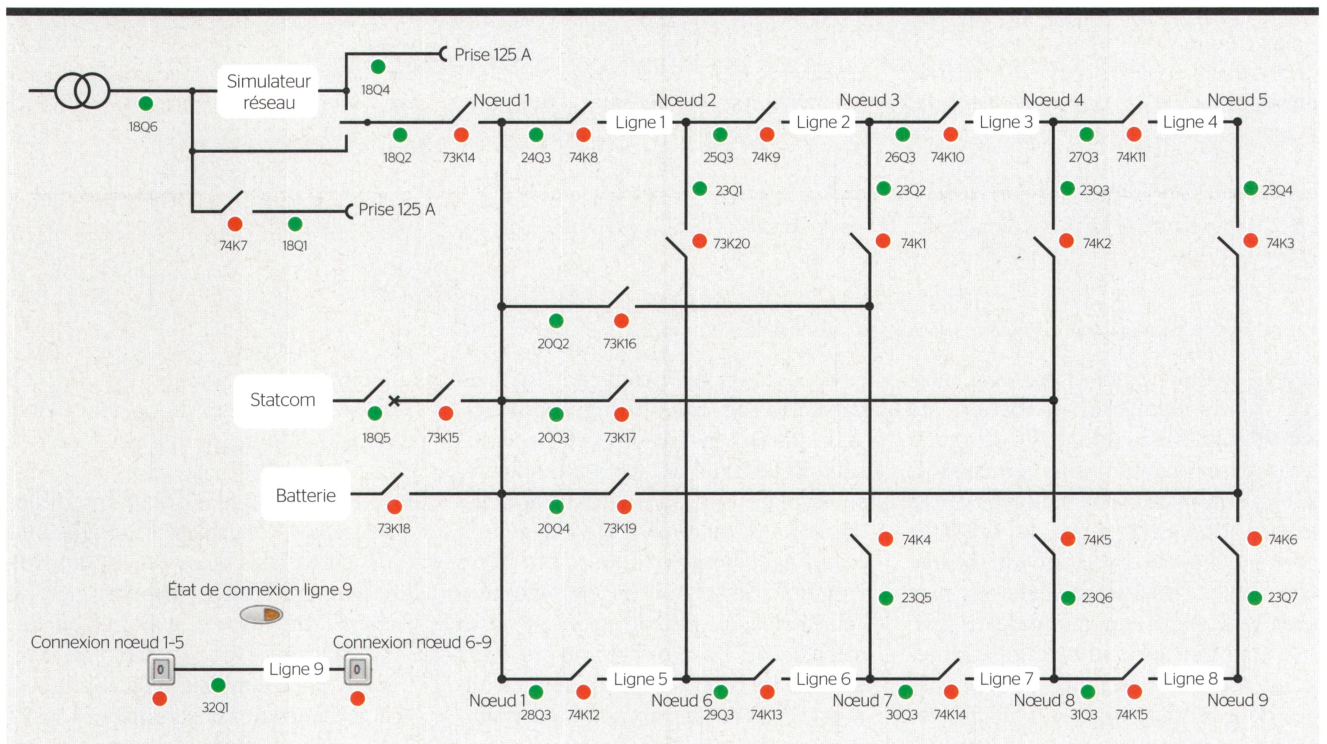 Prise 125 A
Simulateur
réseau
18Q4
18Q6
Nœud 1
Nœud 2
Nœud 3
Nœud 4
Nœud 5
Ligne 1
Ligne 2
Ligne 3
Ligne 4
18Q2
73K14
24Q3
74K8
25Q3
74K9
26Q3
74K10
27Q3
74K11
23Q1
23Q2
23Q3
23Q4
Prise 125 A
74K7
18Q1
73K20
74K1
74K2
74K3
20Q2
73K16
Statcom
18Q5
73K15
20Q3
73K17
Batterie
73K18
20Q4
73K19
74K4
74K5
74K6
État de connexion ligne 9
23Q5
23Q6
23Q7
Connexion nœud 1-5
Connexion nœud 6-9
0
Ligne 9
0
32Q1
Ligne 5
Ligne 6
Ligne 7
Ligne 8
Nœud 1
Nœud 6
Nœud 7
Nœud 8
Nœud 9
28Q3
74K12
29Q3
74K13
30Q3
74K14
31Q3
74K15